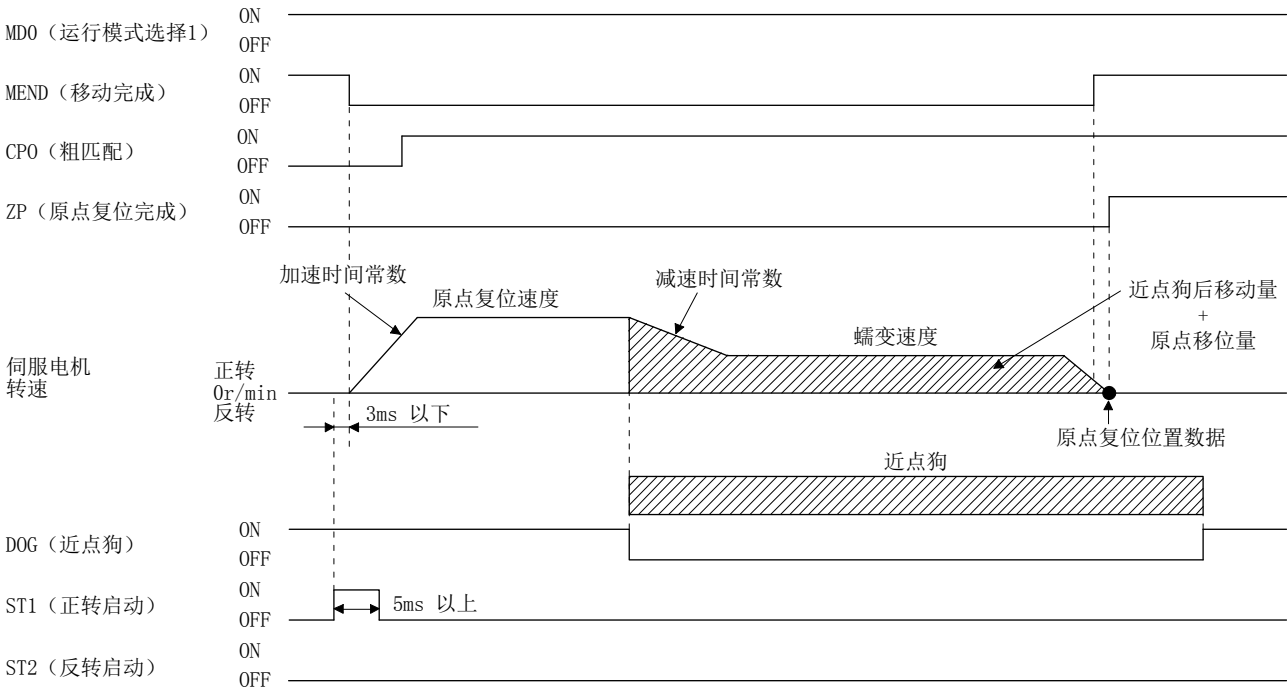 ON
MD0（运行模式选择1）
OFF
ON
MEND（移动完成）
OFF
ON
CPO（粗匹配）
OFF
ON
ZP（原点复位完成）
OFF
加速时间常数
原点复位速度
减速时间常数
近点狗后移动量
+
原点移位量
蠕变速度
伺服电机
转速
正转
0r/min
反转
3ms 以下
原点复位位置数据
近点狗
ON
DOG（近点狗）
OFF
ON
ST1（正转启动）
OFF
5ms 以上
ON
ST2（反转启动）
OFF